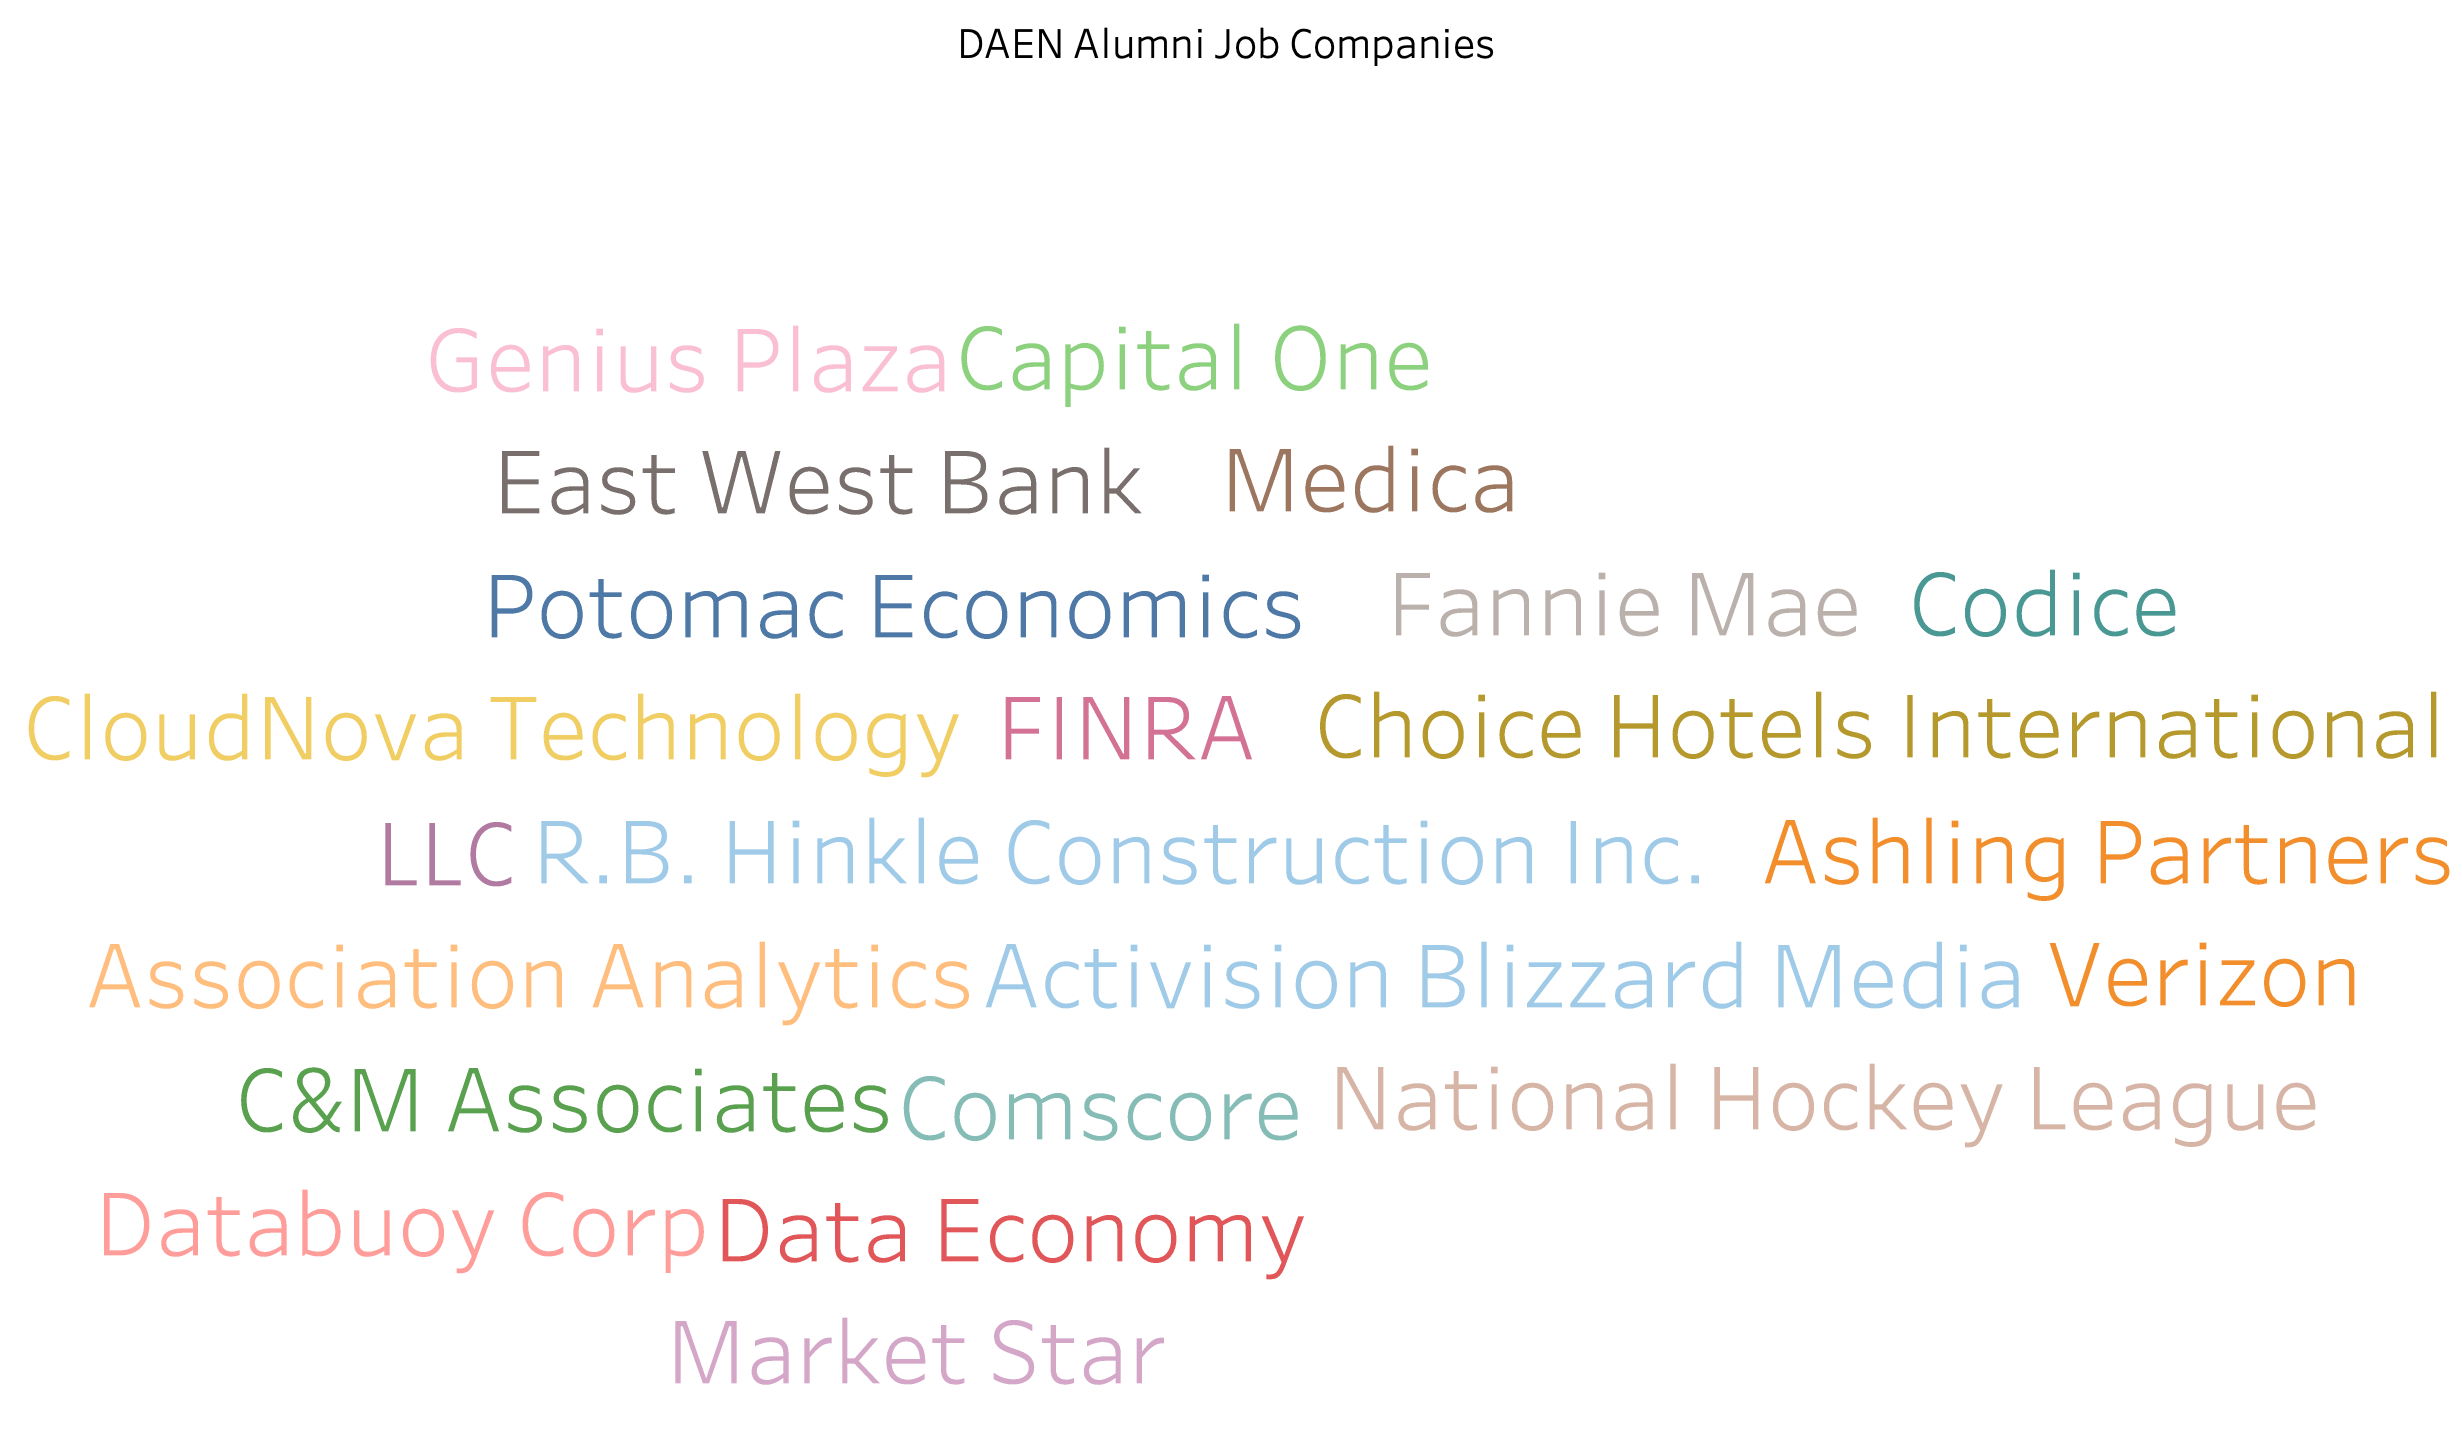 DAEN Alumni Job Companies
Genius Plaza Capital One
East West Bank Medica
Potomac Economics Fannie Mae Codice
CloudNova Technology FINRA Choice Hotels International
LLC R.B. Hinkle Construction Inc. Ashling Partners
Association Analytics Activision Blizzard Media Verizon
C&M Associates Comscore National Hockey League
Databuoy Corp Data Economy
Market Star